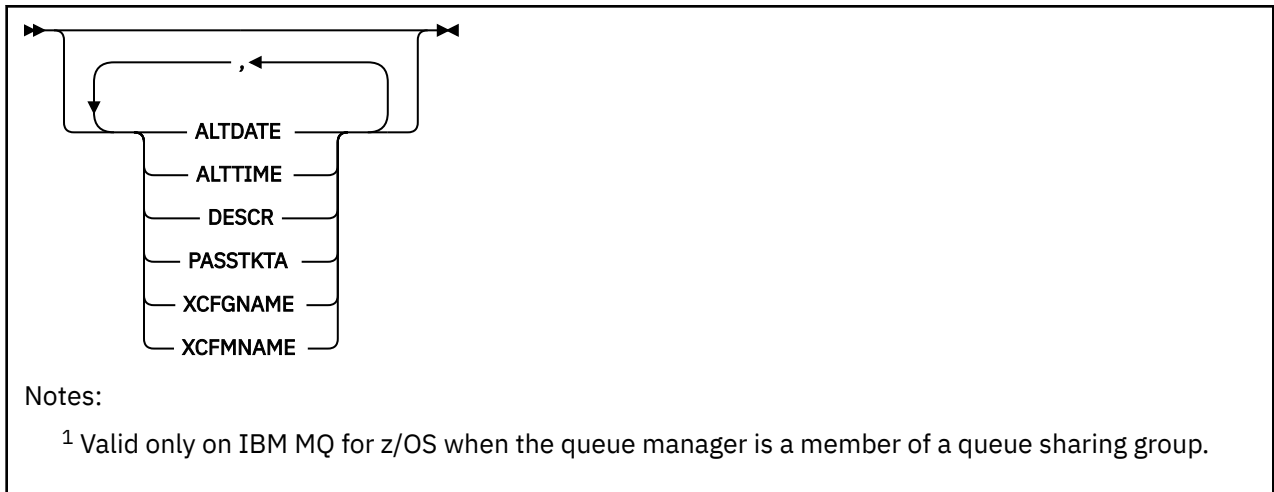 ,
ALTDATE
ALTTIME
DESCR
PASSTKTA
XCFGNAME
XCFMNAME
Notes:
1 Valid only on IBM MQ for z/OS when the queue manager is a member of a queue sharing group.